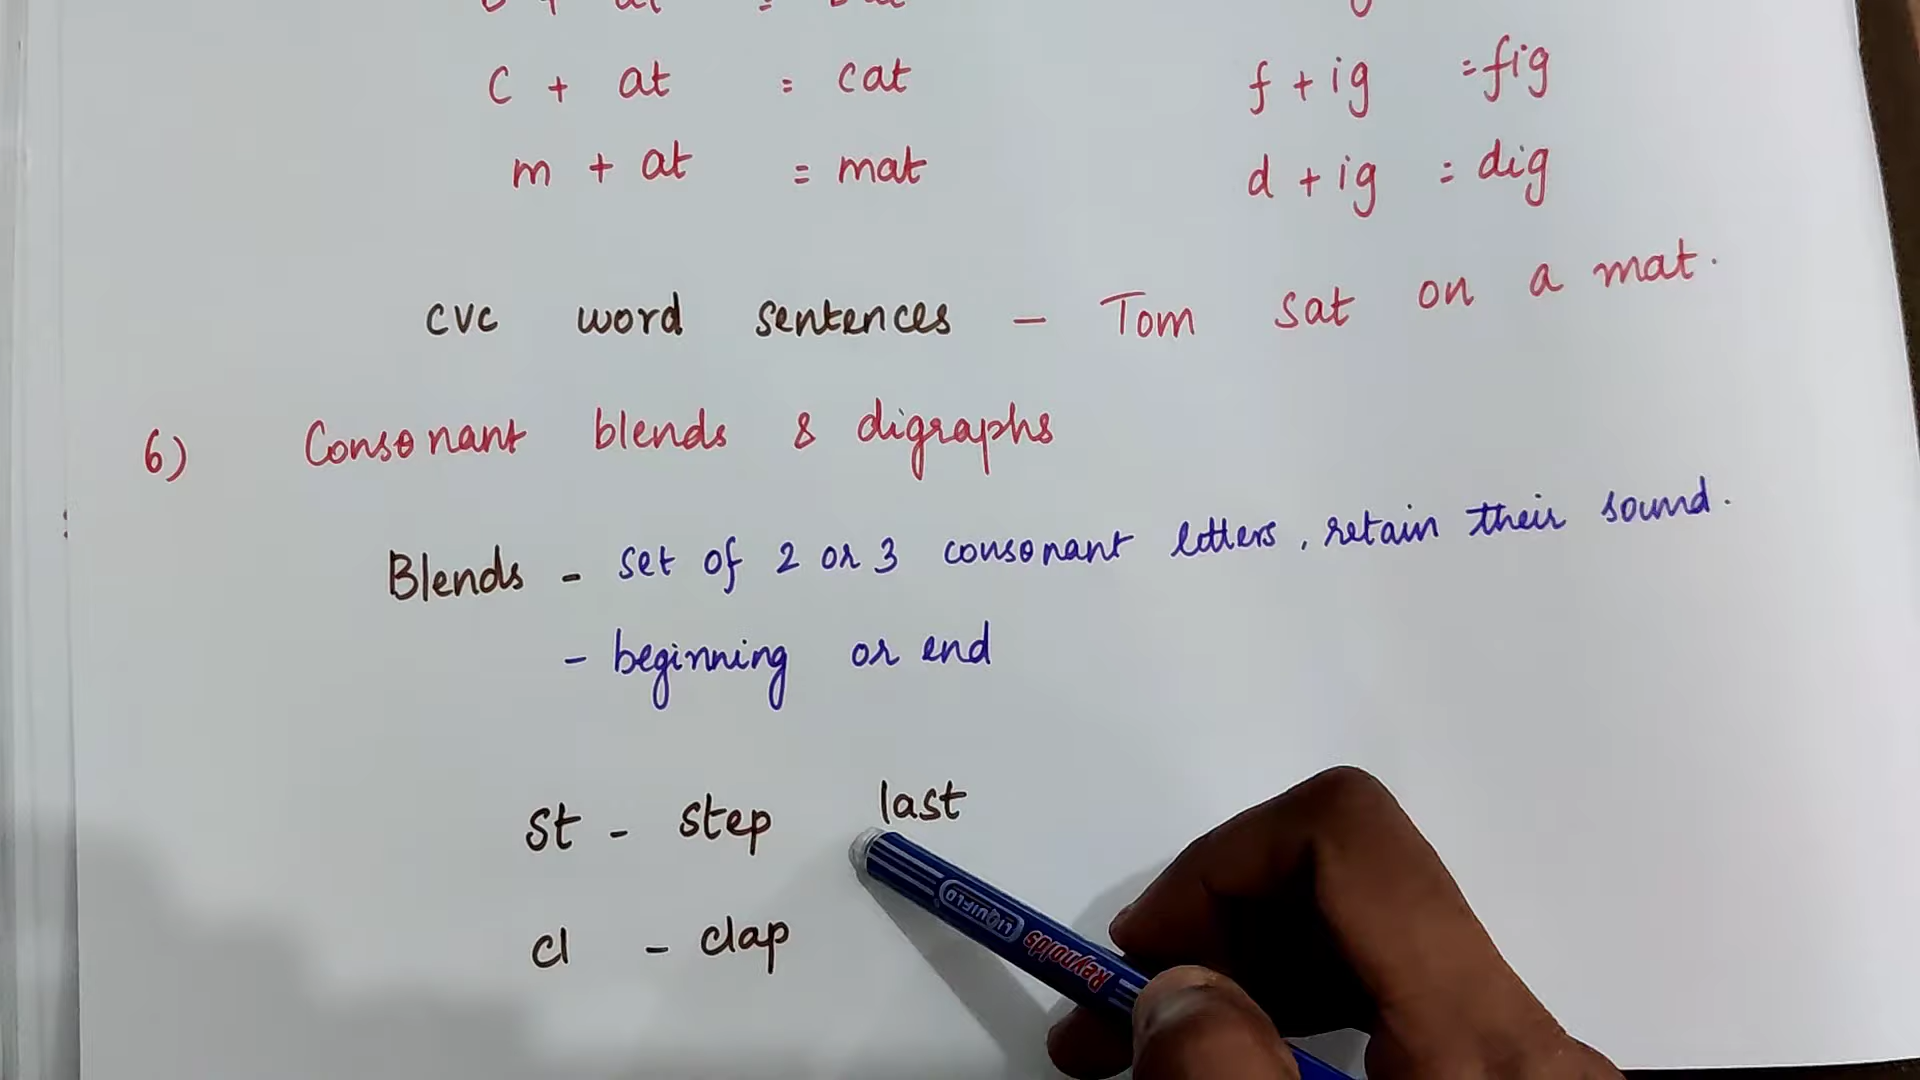 c + at = cat
f + ig = fig
m + at = mat
d + ig = dig
cvc word sentences – Tom sat on a mat.
6) Consonant blends & digraphs
Blends - set of 2 or 3 consonant letters, retain their sound.
- beginning or end
st - step last
cl - clap
Reynolds LIQUIFLO